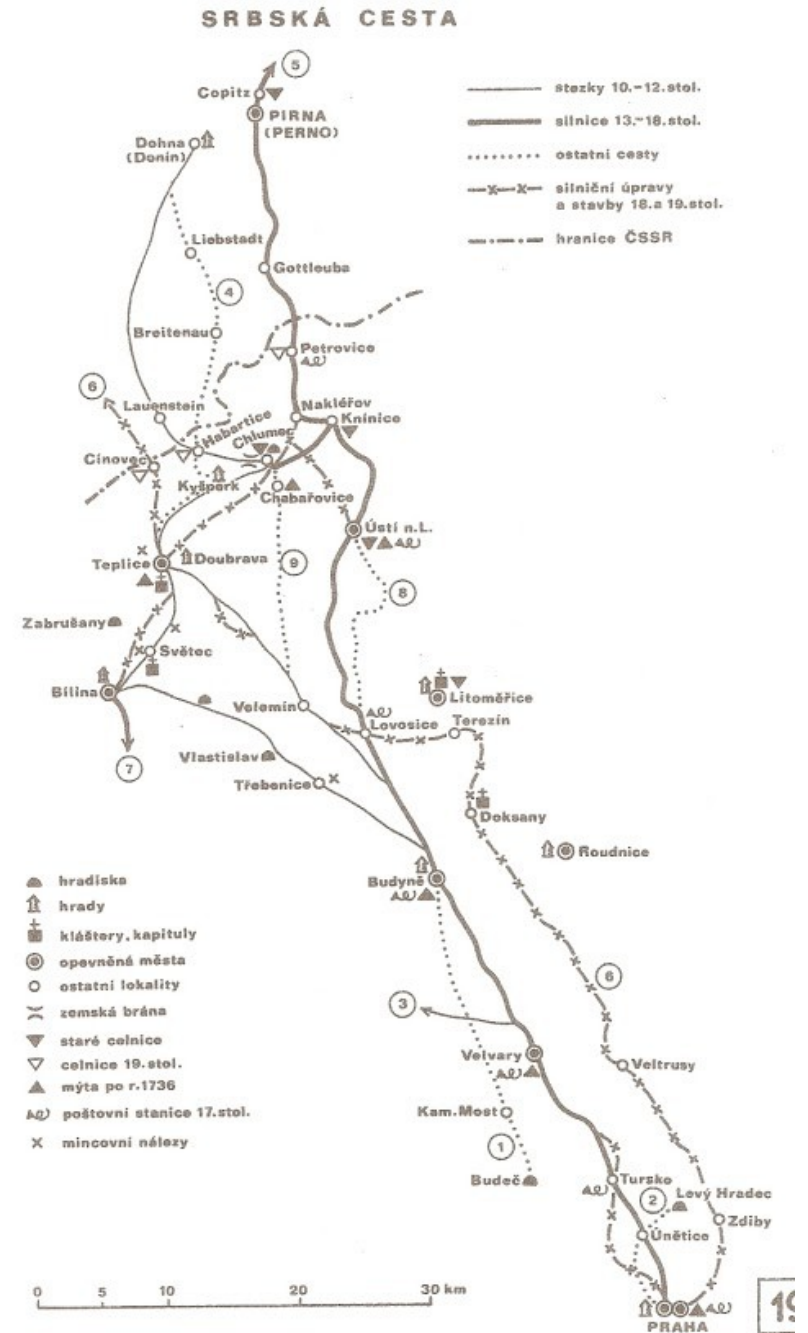 SRBSKÁ CESTA
5
Copitz
PIRNA
(PERNO)
Dohna
(Donín)
stezky 10.-12.stol.
silnice 13.-18.stol.
ostatní cesty
silniční úpravy
a stavby 18.a 19.stol.
hranice ČSSR
Liebstadt
Gottleuba
4
Breitenau
Petrovice
6
Lauenstein
Nakléřov
Knínice
Habartice
Chlumec
Cínovec
Kyšperk
Chabařovice
Ústí n.L.
Teplice
Doubrava
9
8
Zabrušany
Světec
Bílina
Velemín
Litoměřice
Lovosice
Terezín
7
Vlastislav
Třebenice
Doksany
Roudnice
Budyně
hradiska
hrady
kláštery, kapituly
opevněná města
ostatní lokality
zemská brána
staré celnice
celnice 19.stol.
mýta po r.1736
poštovní stanice 17.stol.
mincovní nálezy
3
6
Velvary
Veltrusy
Kam.Most
1
Budeč
Tursko
2
Levý Hradec
Zdiby
Únětice
0 5 10 20 30 km
PRAHA
19